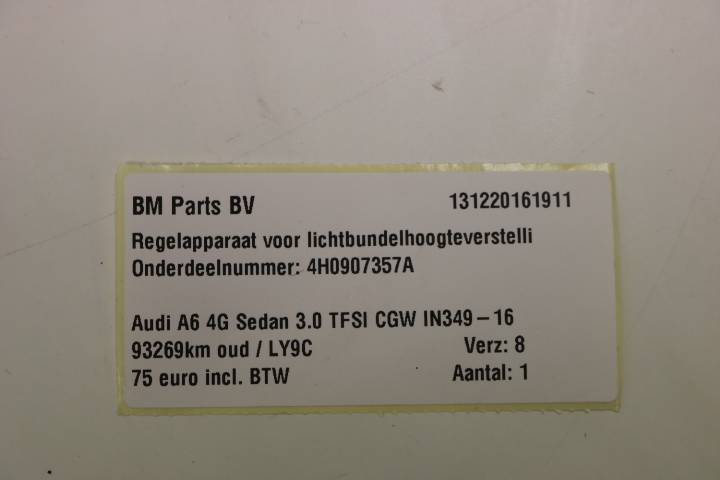 BM Parts BV 131220161911
Regelapparaat voor lichtbundelhoogteverstelli
Onderdeelnummer: 4H0907357A
Audi A6 4G Sedan 3.0 TFSI CGW IN349-16
93269km oud / LY9C Verz: 8
75 euro incl. BTW Aantal: 1